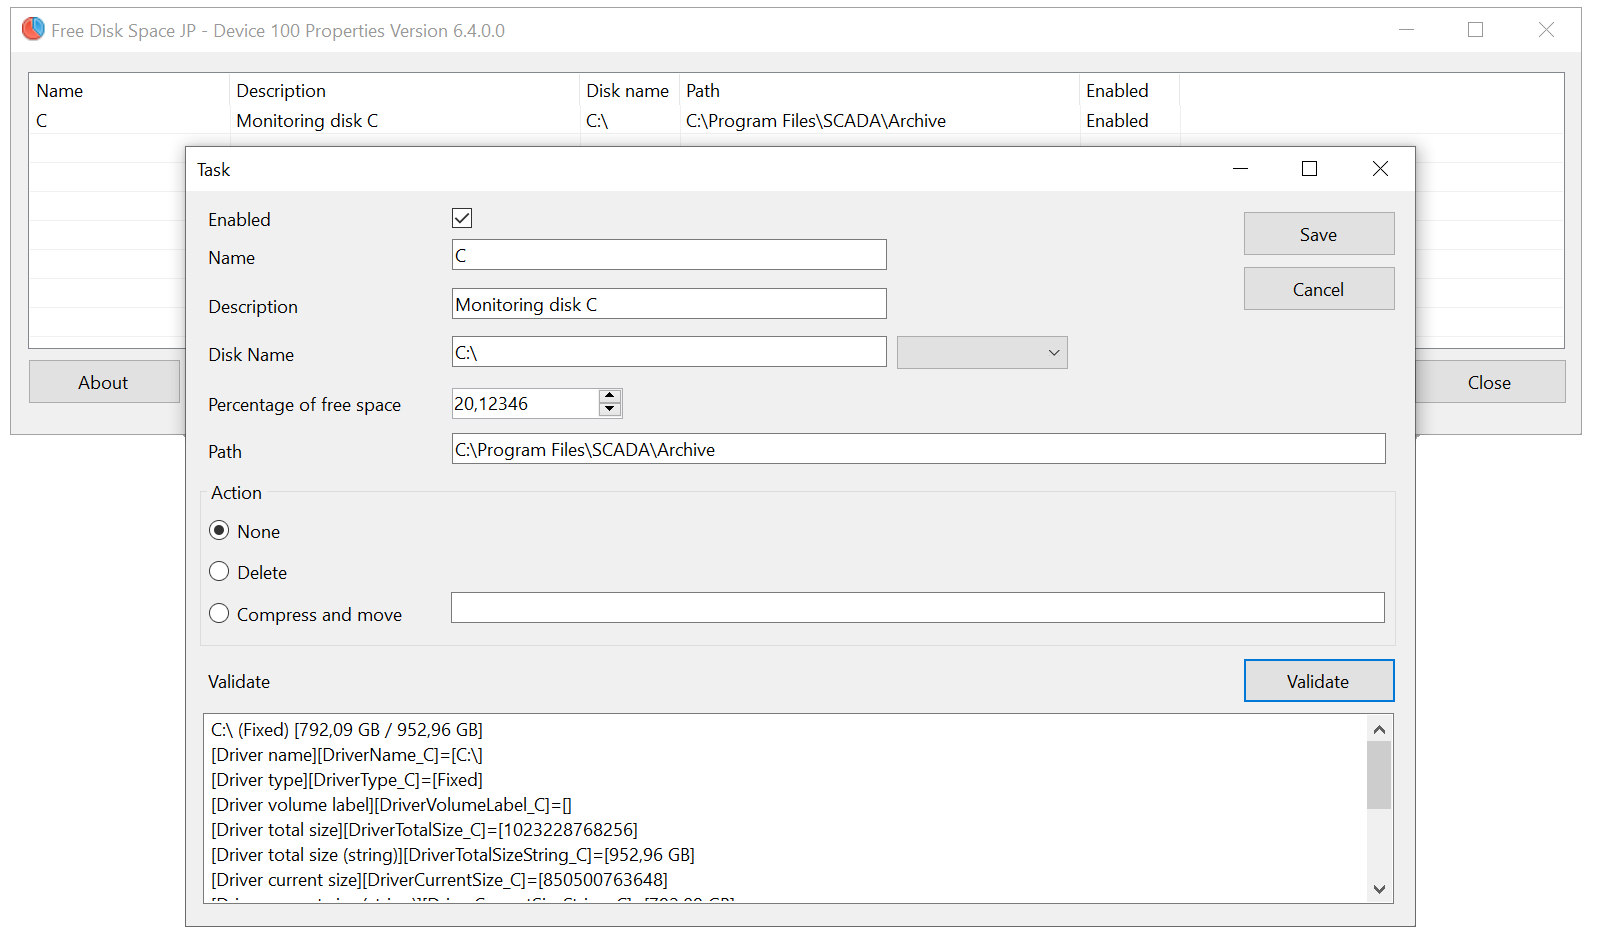 Free Disk Space JP - Device 100 Properties Version 6.4.0.0
Name Description Disk name Path Enabled
C Monitoring disk C C:\ C:\Program Files\SCADA\Archive Enabled
Task
Enabled
Save
Name C
Cancel
Description Monitoring disk C
Disk Name C:\
About
Close
Percentage of free space 20,12346
Path C:\Program Files\SCADA\Archive
Action
None
Delete
Compress and move
Validate Validate
C:\ (Fixed) [792,09 GB / 952,96 GB]
[Driver name][DriverName_C]=[C:\]
[Driver type][DriverType_C]=[Fixed]
[Driver volume label][DriverVolumeLabel_C]=[]
[Driver total size][DriverTotalSize_C]=[1023228768256]
[Driver total size (string)][DriverTotalSizeString_C]=[952,96 GB]
[Driver current size][DriverCurrentSize_C]=[850500763648]